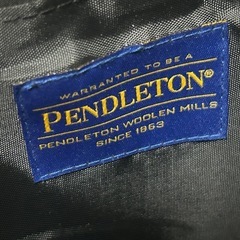 WARRANTED TO BE A
PENDLETON®
PENDLETON WOOLEN MILLS
SINCE 1863